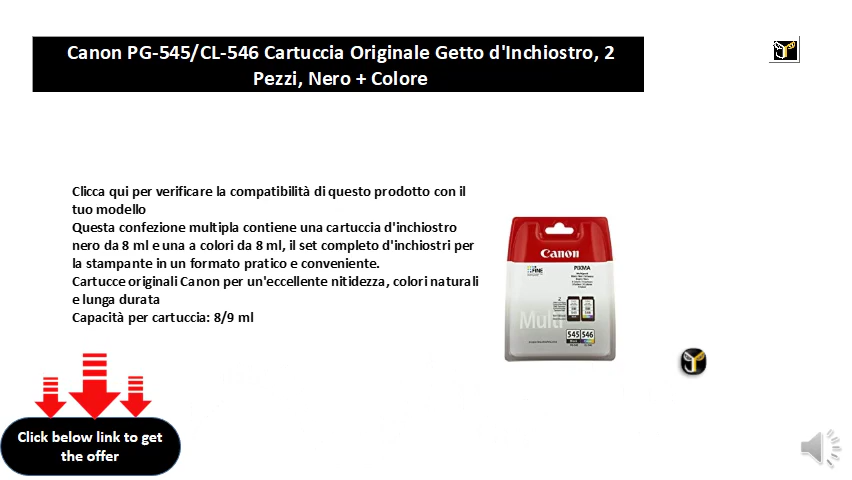 Canon PG-545/CL-546 Cartuccia Originale Getto d'Inchiostro, 2
Pezzi, Nero + Colore
Clicca qui per verificare la compatibilità di questo prodotto con il
tuo modello
Questa confezione multipla contiene una cartuccia d'inchiostro
nero da 8 ml e una a colori da 8 ml, il set completo d'inchiostri per
la stampante in un formato pratico e conveniente.
Cartucce originali Canon per un'eccellente nitidezza, colori naturali
e lunga durata
Capacità per cartuccia: 8/9 ml
Canon
FINE
PIXMA
Multi
545 546
Click below link to get
the offer